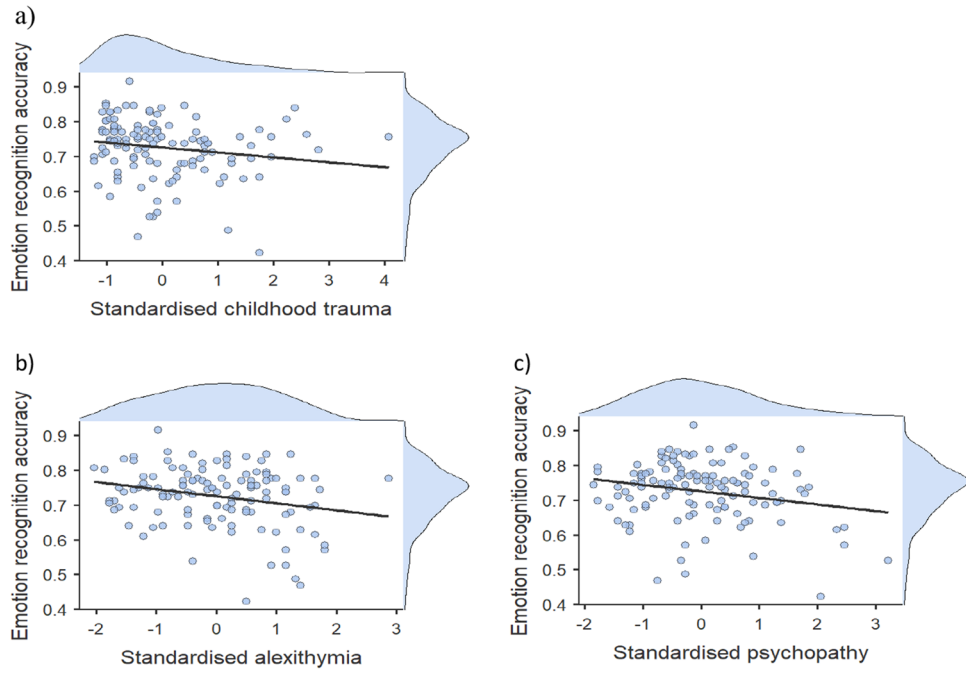 a)
Emotion recognition accuracy
0.9
0.8
0.7
0.6
0.5
0.4
-1 0 1 2 3 4
Standardised childhood trauma
b)
Emotion recognition accuracy
0.9
0.8
0.7
0.6
0.5
0.4
-2 -1 0 1 2 3
Standardised alexithymia
c)
Emotion recognition accuracy
0.9
0.8
0.7
0.6
0.5
0.4
-2 -1 0 1 2 3
Standardised psychopathy